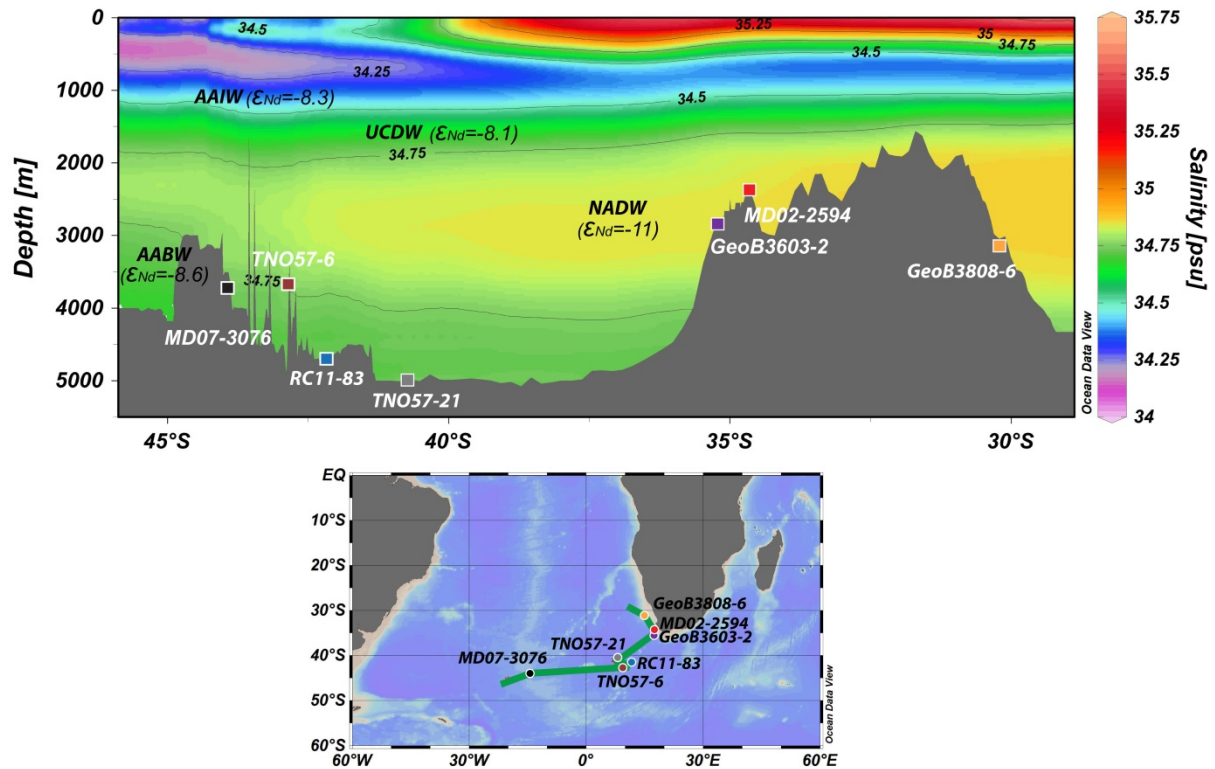 0
1000
2000
3000
4000
5000
Depth [m]
34.5
35.25
35
34.75
34.5
34.25
AAIW (εNd=-8.3)
34.5
UCDW (εNd=-8.1)
34.75
NADW
(εNd=-11)
MD02-2594
GeoB3603-2
GeoB3808-6
AABW
(εNd=-8.6)
TNO57-6
34.75
MD07-3076
RC11-83
TNO57-21
45°S
40°S
35°S
30°S
Ocean Data View
35.75
35.5
35.25
35
34.75
34.5
34.25
34
Salinity [psu]
EQ
10°S
20°S
30°S
40°S
50°S
60°S
GeoB3808-6
MD02-2594
GeoB3603-2
TNO57-21
MD07-3076
RC11-83
TNO57-6
60°W
30°W
0°
30°E
60°E
Ocean Data View